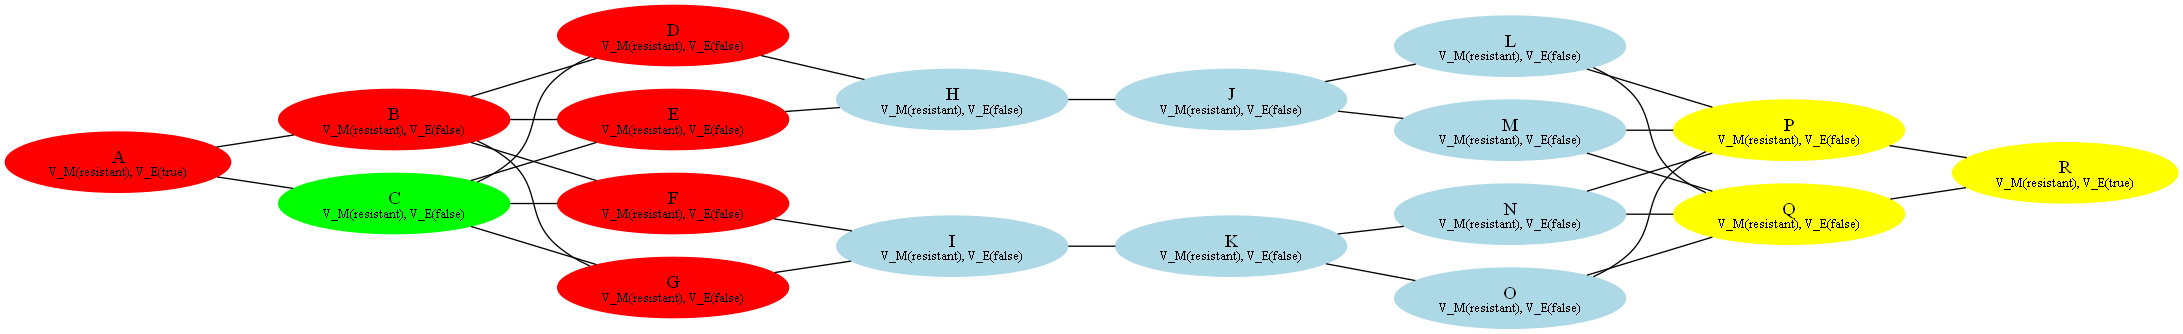 A
V_M(resistant), V_E(true)
B
V_M(resistant), V_E(false)
C
V_M(resistant), V_E(false)
D
V_M(resistant), V_E(false)
E
V_M(resistant), V_E(false)
F
V_M(resistant), V_E(false)
G
V_M(resistant), V_E(false)
H
V_M(resistant), V_E(false)
I
V_M(resistant), V_E(false)
J
V_M(resistant), V_E(false)
K
V_M(resistant), V_E(false)
L
V_M(resistant), V_E(false)
M
V_M(resistant), V_E(false)
N
V_M(resistant), V_E(false)
O
V_M(resistant), V_E(false)
P
V_M(resistant), V_E(false)
Q
V_M(resistant), V_E(false)
R
V_M(resistant), V_E(true)